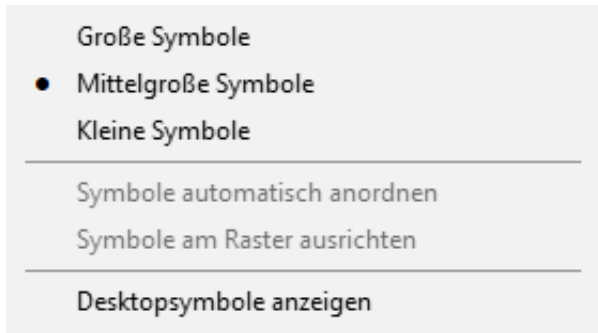 Große Symbole
Mittelgroße Symbole
Kleine Symbole
Symbole automatisch anordnen
Symbole am Raster ausrichten
Desktopsymbole anzeigen